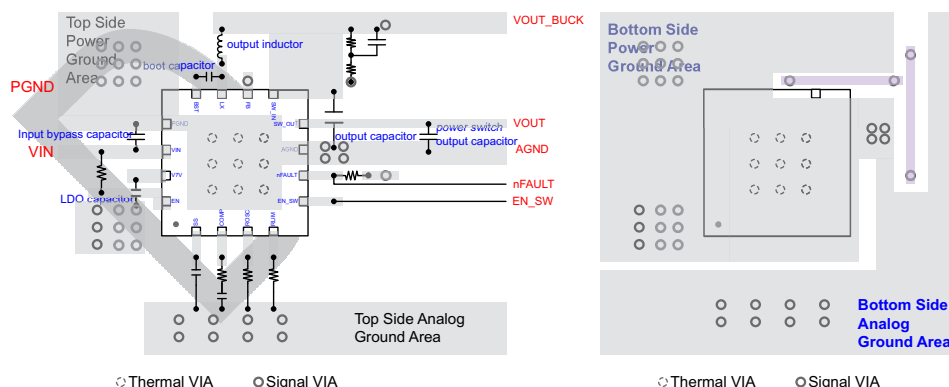 Top Side
Power
Ground
Area
VOUT_BUCK
output inductor
boot capacitor
PGND
BST
LX
FB
SW_IN
PGND
SW_OUT
VOUT
Input bypass capacitor
output capacitor
power switch
output capacitor
VIN
VIN
AGND
AGND
V7V
nFAULT
nFAULT
LDO capacitor
EN
EN_SW
EN_SW
SS
COMP
ROSC
RLIM
Top Side Analog
Ground Area
Thermal VIA
Signal VIA
Bottom Side
Power
Ground Area
Bottom Side
Analog
Ground Area
Thermal VIA
Signal VIA